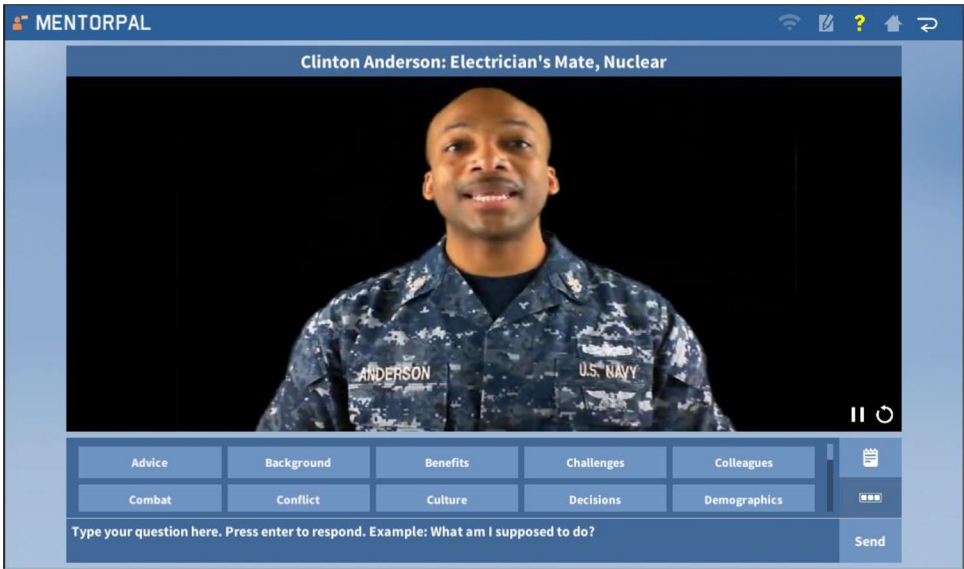 MENTORPAL
Clinton Anderson: Electrician's Mate, Nuclear
ANDERSON
U.S. NAVY
Advice Background Benefits Challenges Colleagues
Combat Conflict Culture Decisions Demographics
Type your question here. Press enter to respond. Example: What am I supposed to do?
Send